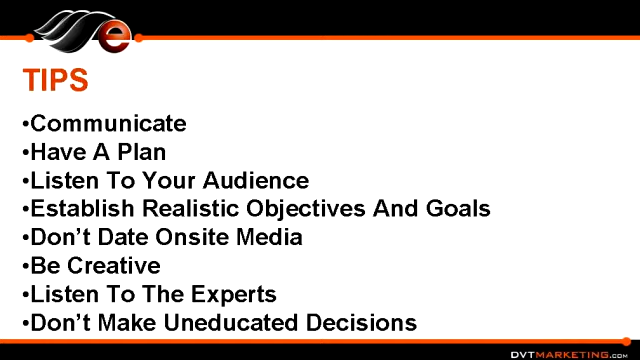 e
TIPS
•Communicate
•Have A Plan
•Listen To Your Audience
•Establish Realistic Objectives And Goals
•Don't Date Onsite Media
•Be Creative
•Listen To The Experts
•Don't Make Uneducated Decisions
DVTMARKETING.COM